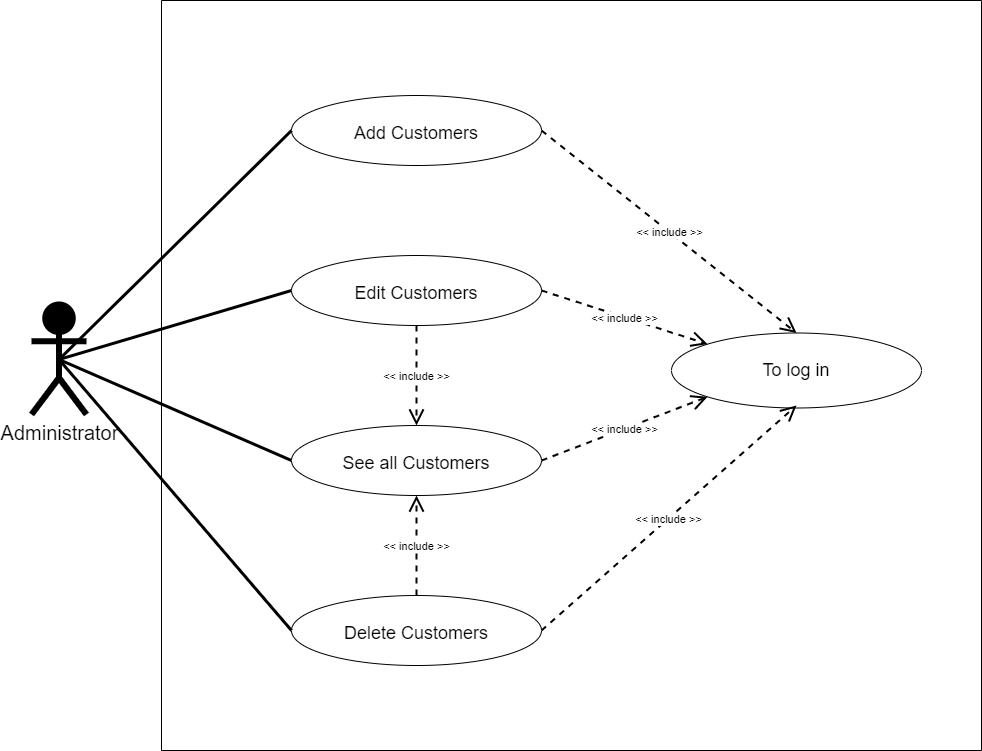 Add Customers
<< include >>
Edit Customers
<< include >>
To log in
<< include >>
Administrator
<< include >>
See all Customers
<< include >>
<< include >>
Delete Customers